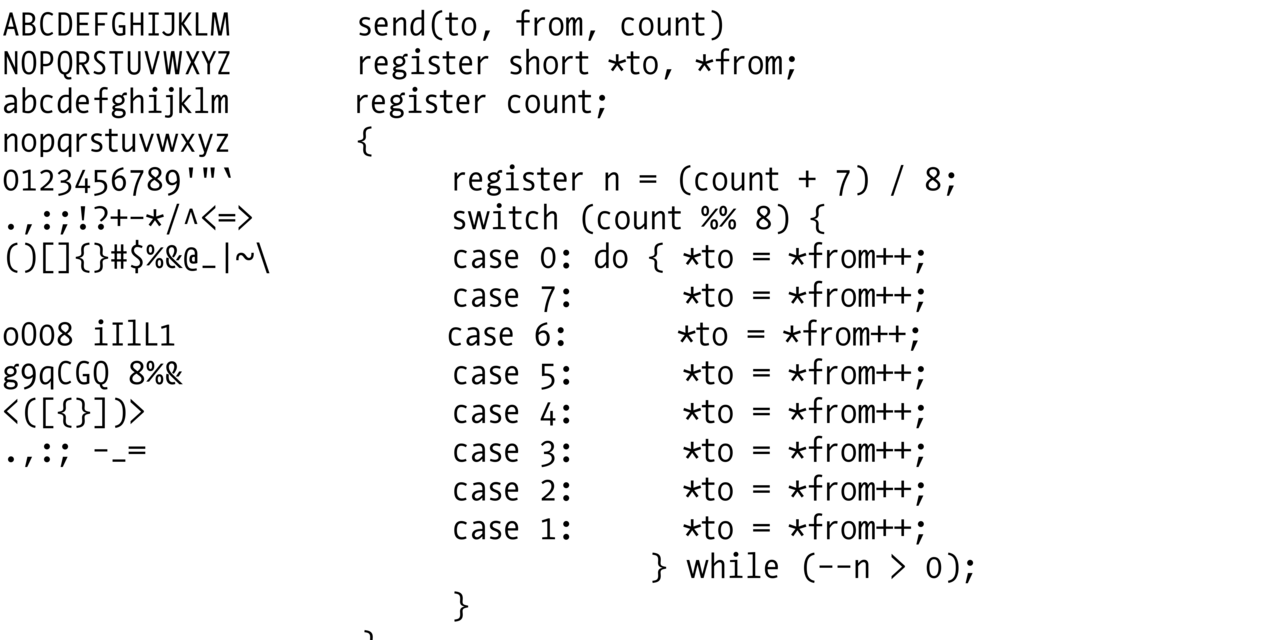 ABCDEFGHIJKLM
NOPQRSTUVWXYZ
abcdefghijklm
nopqrstuvwxyz
0123456789'"`
.,:;!?+-*/^<=>
()[]{}#$%&@_|~\
oO08 iIlL1
g9qCGQ 8%&
<([{}])>
.,:; -_=
send(to, from, count)
register short *to, *from;
register count;
{
register n = (count + 7) / 8;
switch (count %% 8) {
case 0: do { *to = *from++;
case 7: *to = *from++;
case 6: *to = *from++;
case 5: *to = *from++;
case 4: *to = *from++;
case 3: *to = *from++;
case 2: *to = *from++;
case 1: *to = *from++;
} while (--n > 0);
}
}